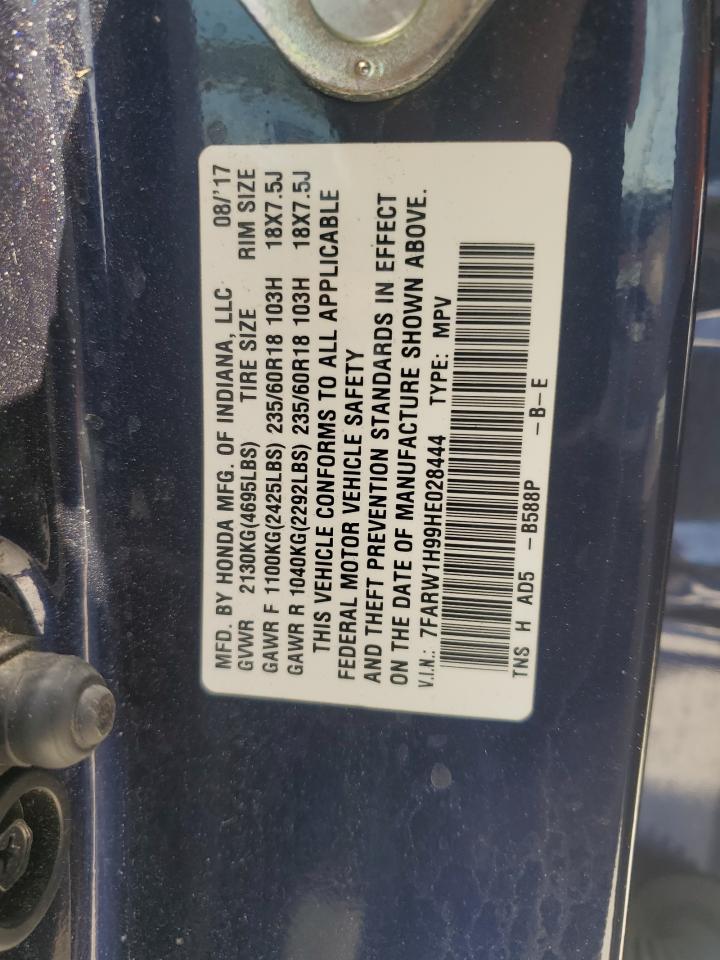 MFD. BY HONDA MFG. OF INDIANA, LLC 08/'17
GVWR 2130KG(4695LBS) TIRE SIZE RIM SIZE
GAWR F 1100KG(2425LBS) 235/60R18 103H 18X7.5J
GAWR R 1040KG(2292LBS) 235/60R18 103H 18X7.5J
THIS VEHICLE CONFORMS TO ALL APPLICABLE
FEDERAL MOTOR VEHICLE SAFETY
AND THEFT PREVENTION STANDARDS IN EFFECT
ON THE DATE OF MANUFACTURE SHOWN ABOVE.
V.I.N.: 7FARW1H99HE028444 TYPE: MPV
TNS H AD5 -B588P -B-E